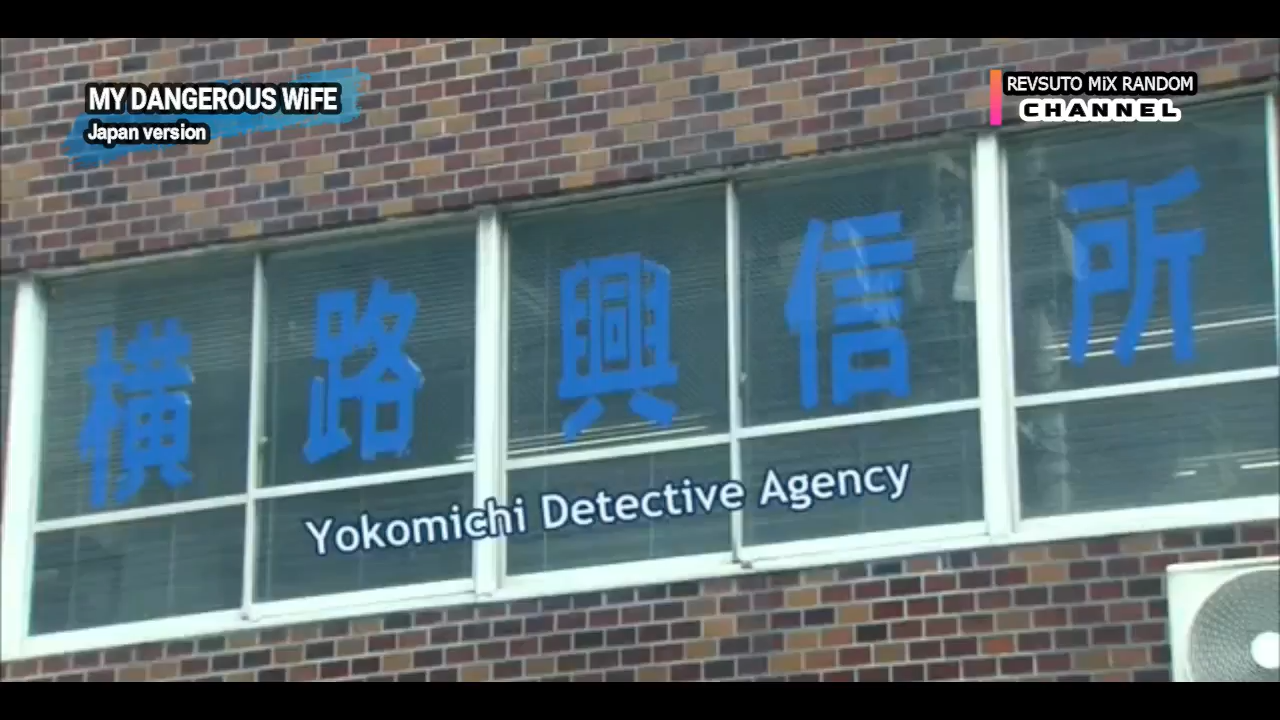 MY DANGEROUS WiFE
Japan version
REVSUTO MiX RANDOM
CHANNEL
横路興信所
Yokomichi Detective Agency